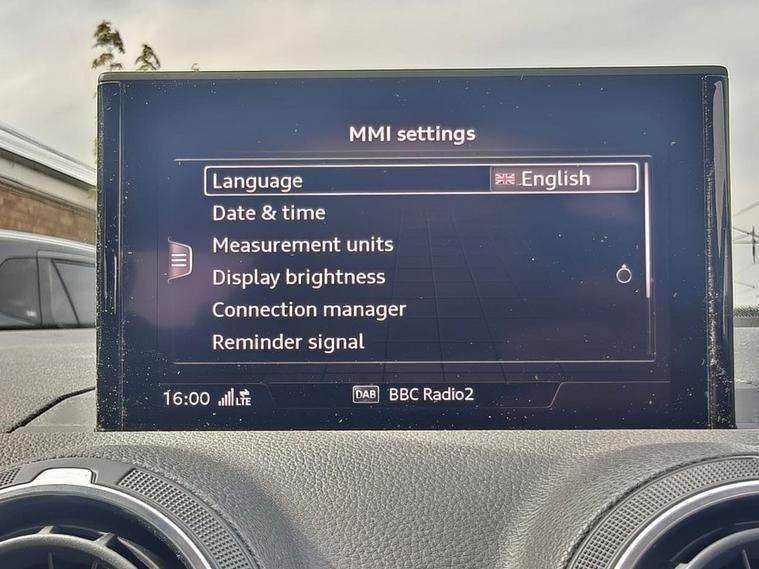 MMI settings
Language English
Date & time
Measurement units
Display brightness
Connection manager
Reminder signal
16:00 LTE DAB BBC Radio2